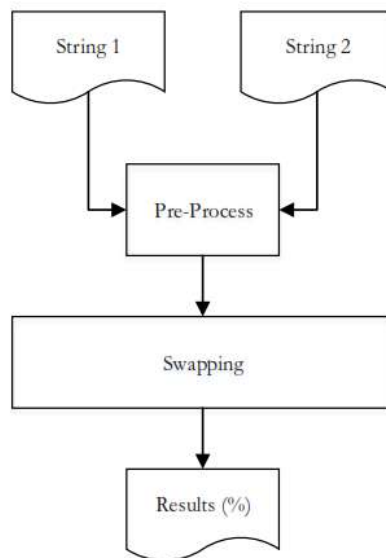 String 1
String 2
Pre-Process
Swapping
Results (%)